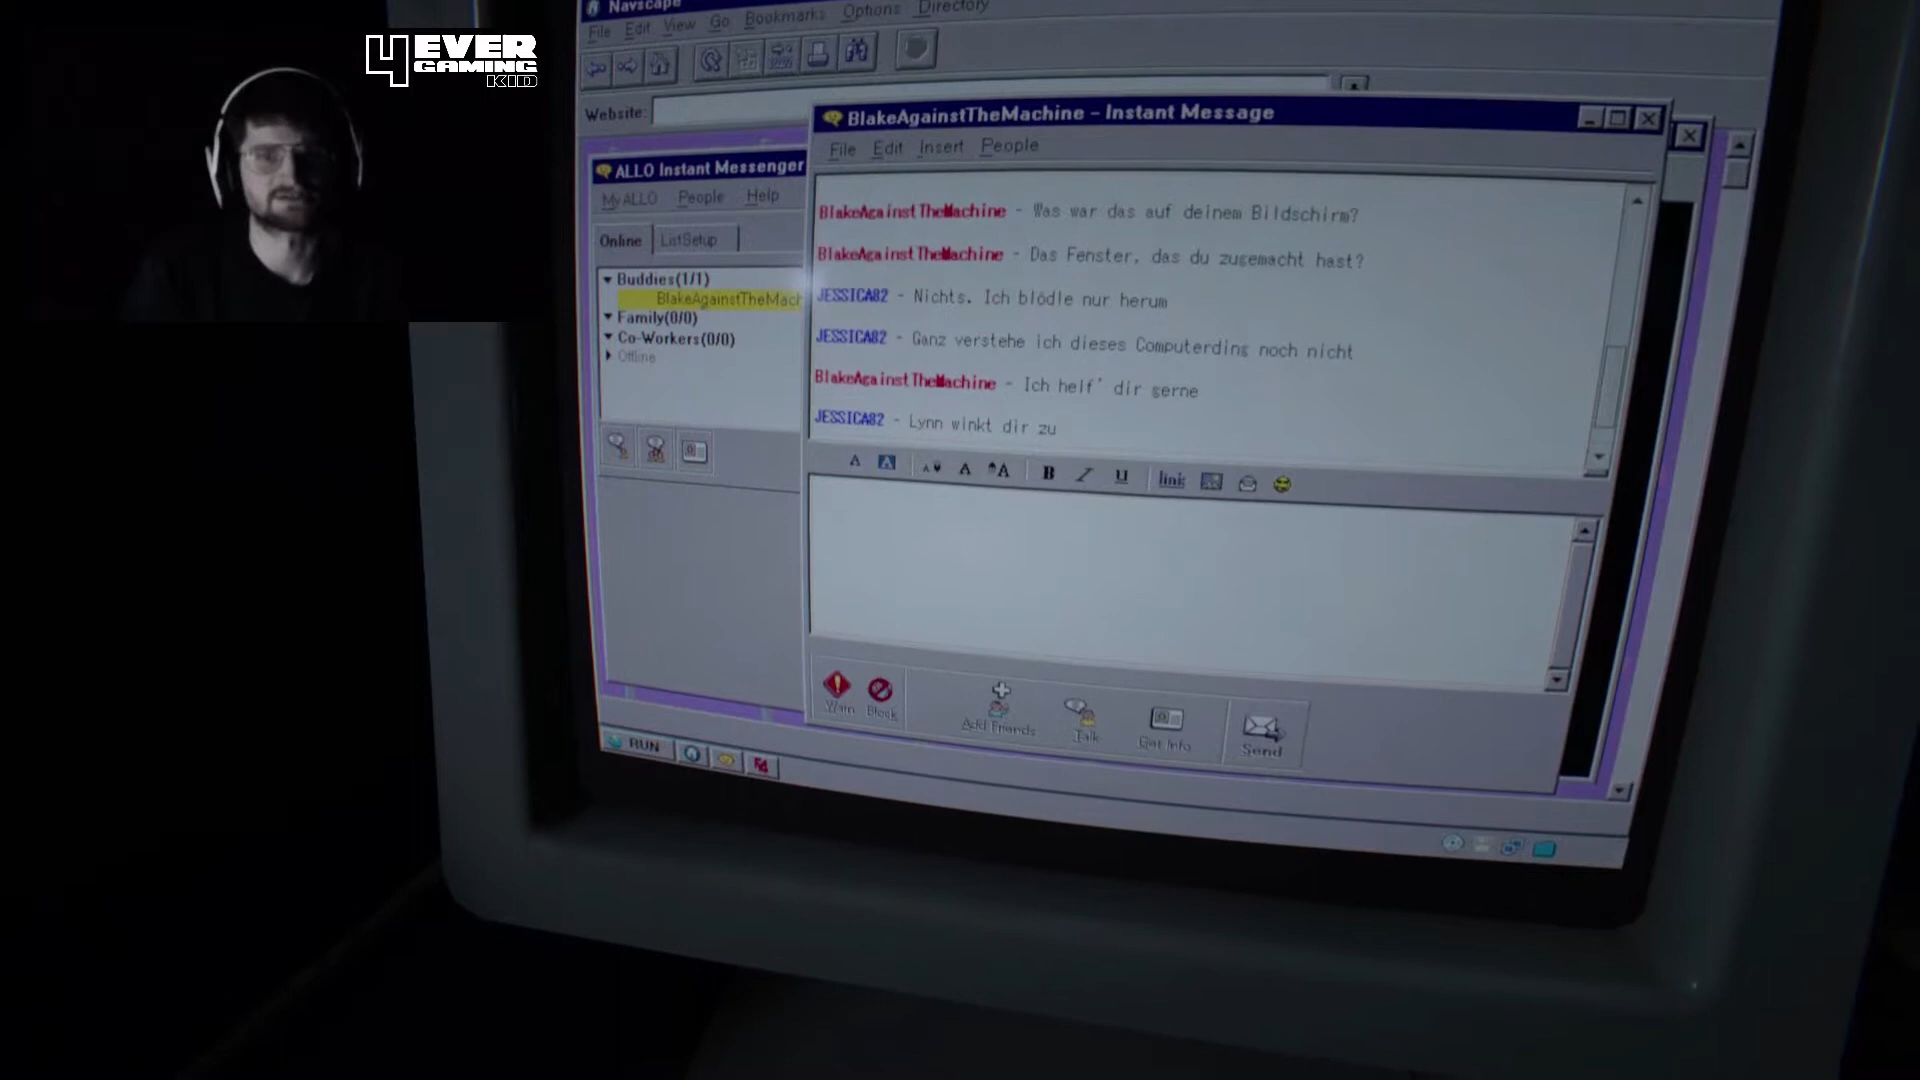 4EVER
GAMING
KID
Navscape
File Edit View Go Bookmarks Options Directory
Website:
BlakeAgainstTheMachine - Instant Message
File Edit Insert People
ALLO Instant Messenger
MyALLO People Help
Online ListSetup
Buddies(1/1)
BlakeAgainstTheMach
Family(0/0)
Co-Workers(0/0)
Offline
BlakeAgainstTheMachine - Was war das auf deinem Bildschirm?
BlakeAgainstTheMachine - Das Fenster, das du zugemacht hast?
JESSICA82 - Nichts. Ich blödle nur herum
JESSICA82 - Ganz verstehe ich dieses Computerding noch nicht
BlakeAgainstTheMachine - Ich helf' dir gerne
JESSICA82 - Lynn winkt dir zu
A A A A A B I U link
Warn Block Add Friends Talk Get Info Send
RUN